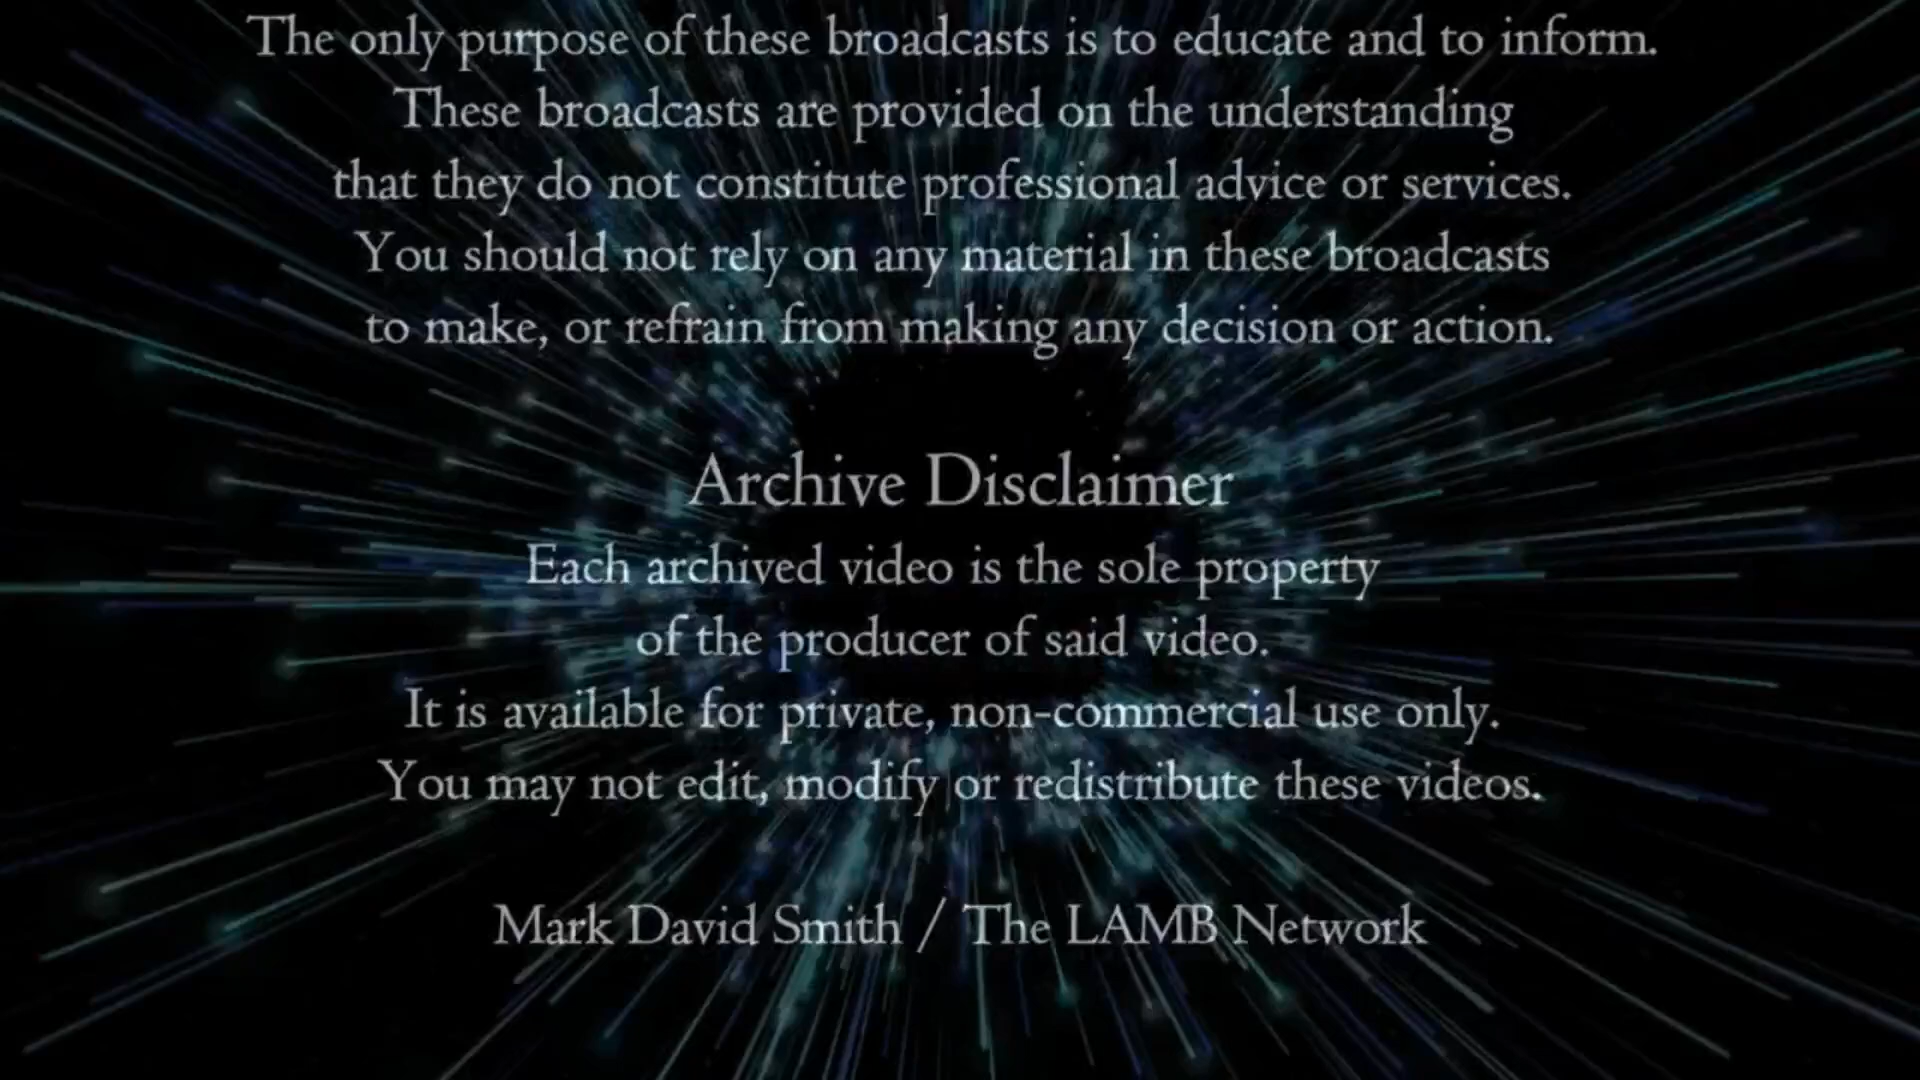 The only purpose of these broadcasts is to educate and to inform.
These broadcasts are provided on the understanding
that they do not constitute professional advice or services.
You should not rely on any material in these broadcasts
to make, or refrain from making any decision or action.
Archive Disclaimer
Each archived video is the sole property
of the producer of said video.
It is available for private, non-commercial use only.
You may not edit, modify or redistribute these videos.
Mark David Smith / The LAMB Network